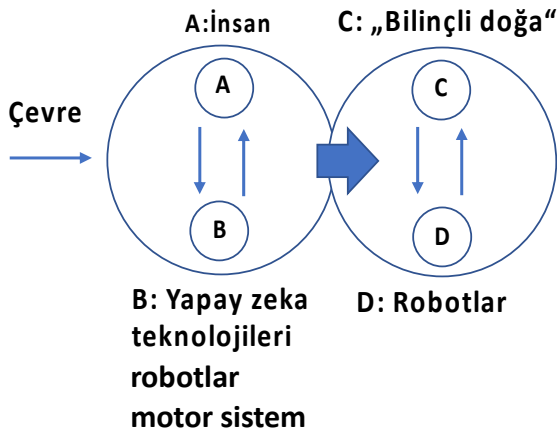 A:İnsan
C: „Bilinçli doğa“
Çevre
A
C
B
D
B: Yapay zeka
teknolojileri
robotlar
motor sistem
D: Robotlar